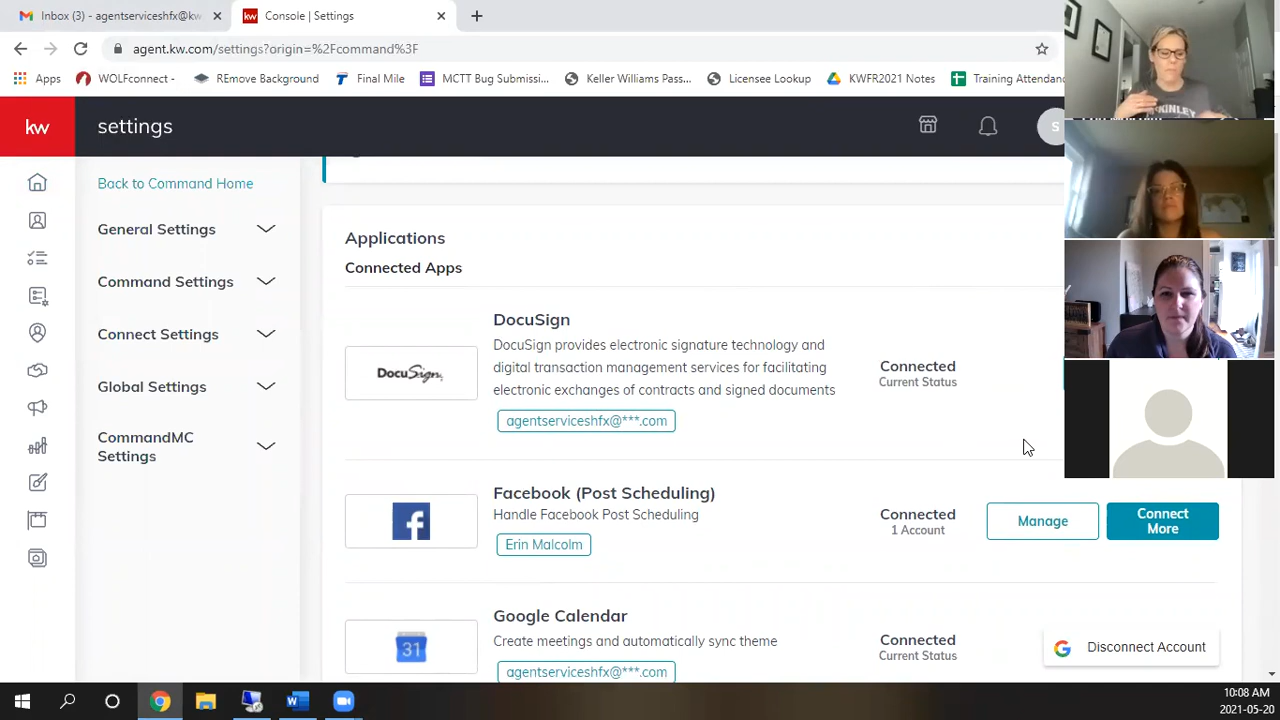 Inbox (3) - agentserviceshfx@kw
Console | Settings
agent.kw.com/settings?origin=%2Fcommand%3F
Apps
WOLFconnect -
REmove Background
Final Mile
MCTT Bug Submissi...
Keller Williams Pass...
Licensee Lookup
KWFR2021 Notes
Training Attendanc
kw
settings
S
Back to Command Home
General Settings
Command Settings
Connect Settings
Global Settings
CommandMC
Settings
Applications
Connected Apps
DocuSign
DocuSign
DocuSign provides electronic signature technology and
digital transaction management services for facilitating
electronic exchanges of contracts and signed documents
agentserviceshfx@***.com
Connected
Current Status
Facebook (Post Scheduling)
Handle Facebook Post Scheduling
Erin Malcolm
Connected
1 Account
Manage
Connect
More
31
Google Calendar
Create meetings and automatically sync theme
agentserviceshfx@***.com
Connected
Current Status
Disconnect Account
10:08 AM
2021-05-20